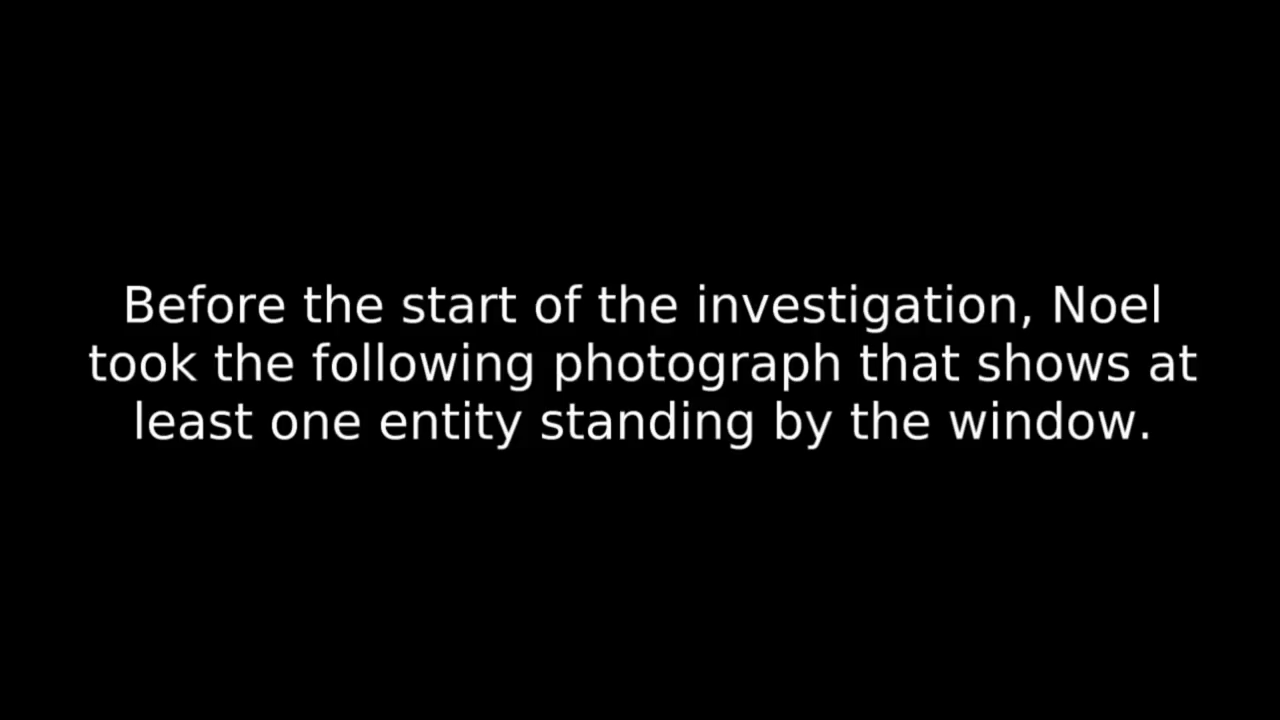 Before the start of the investigation, Noel
took the following photograph that shows at
least one entity standing by the window.